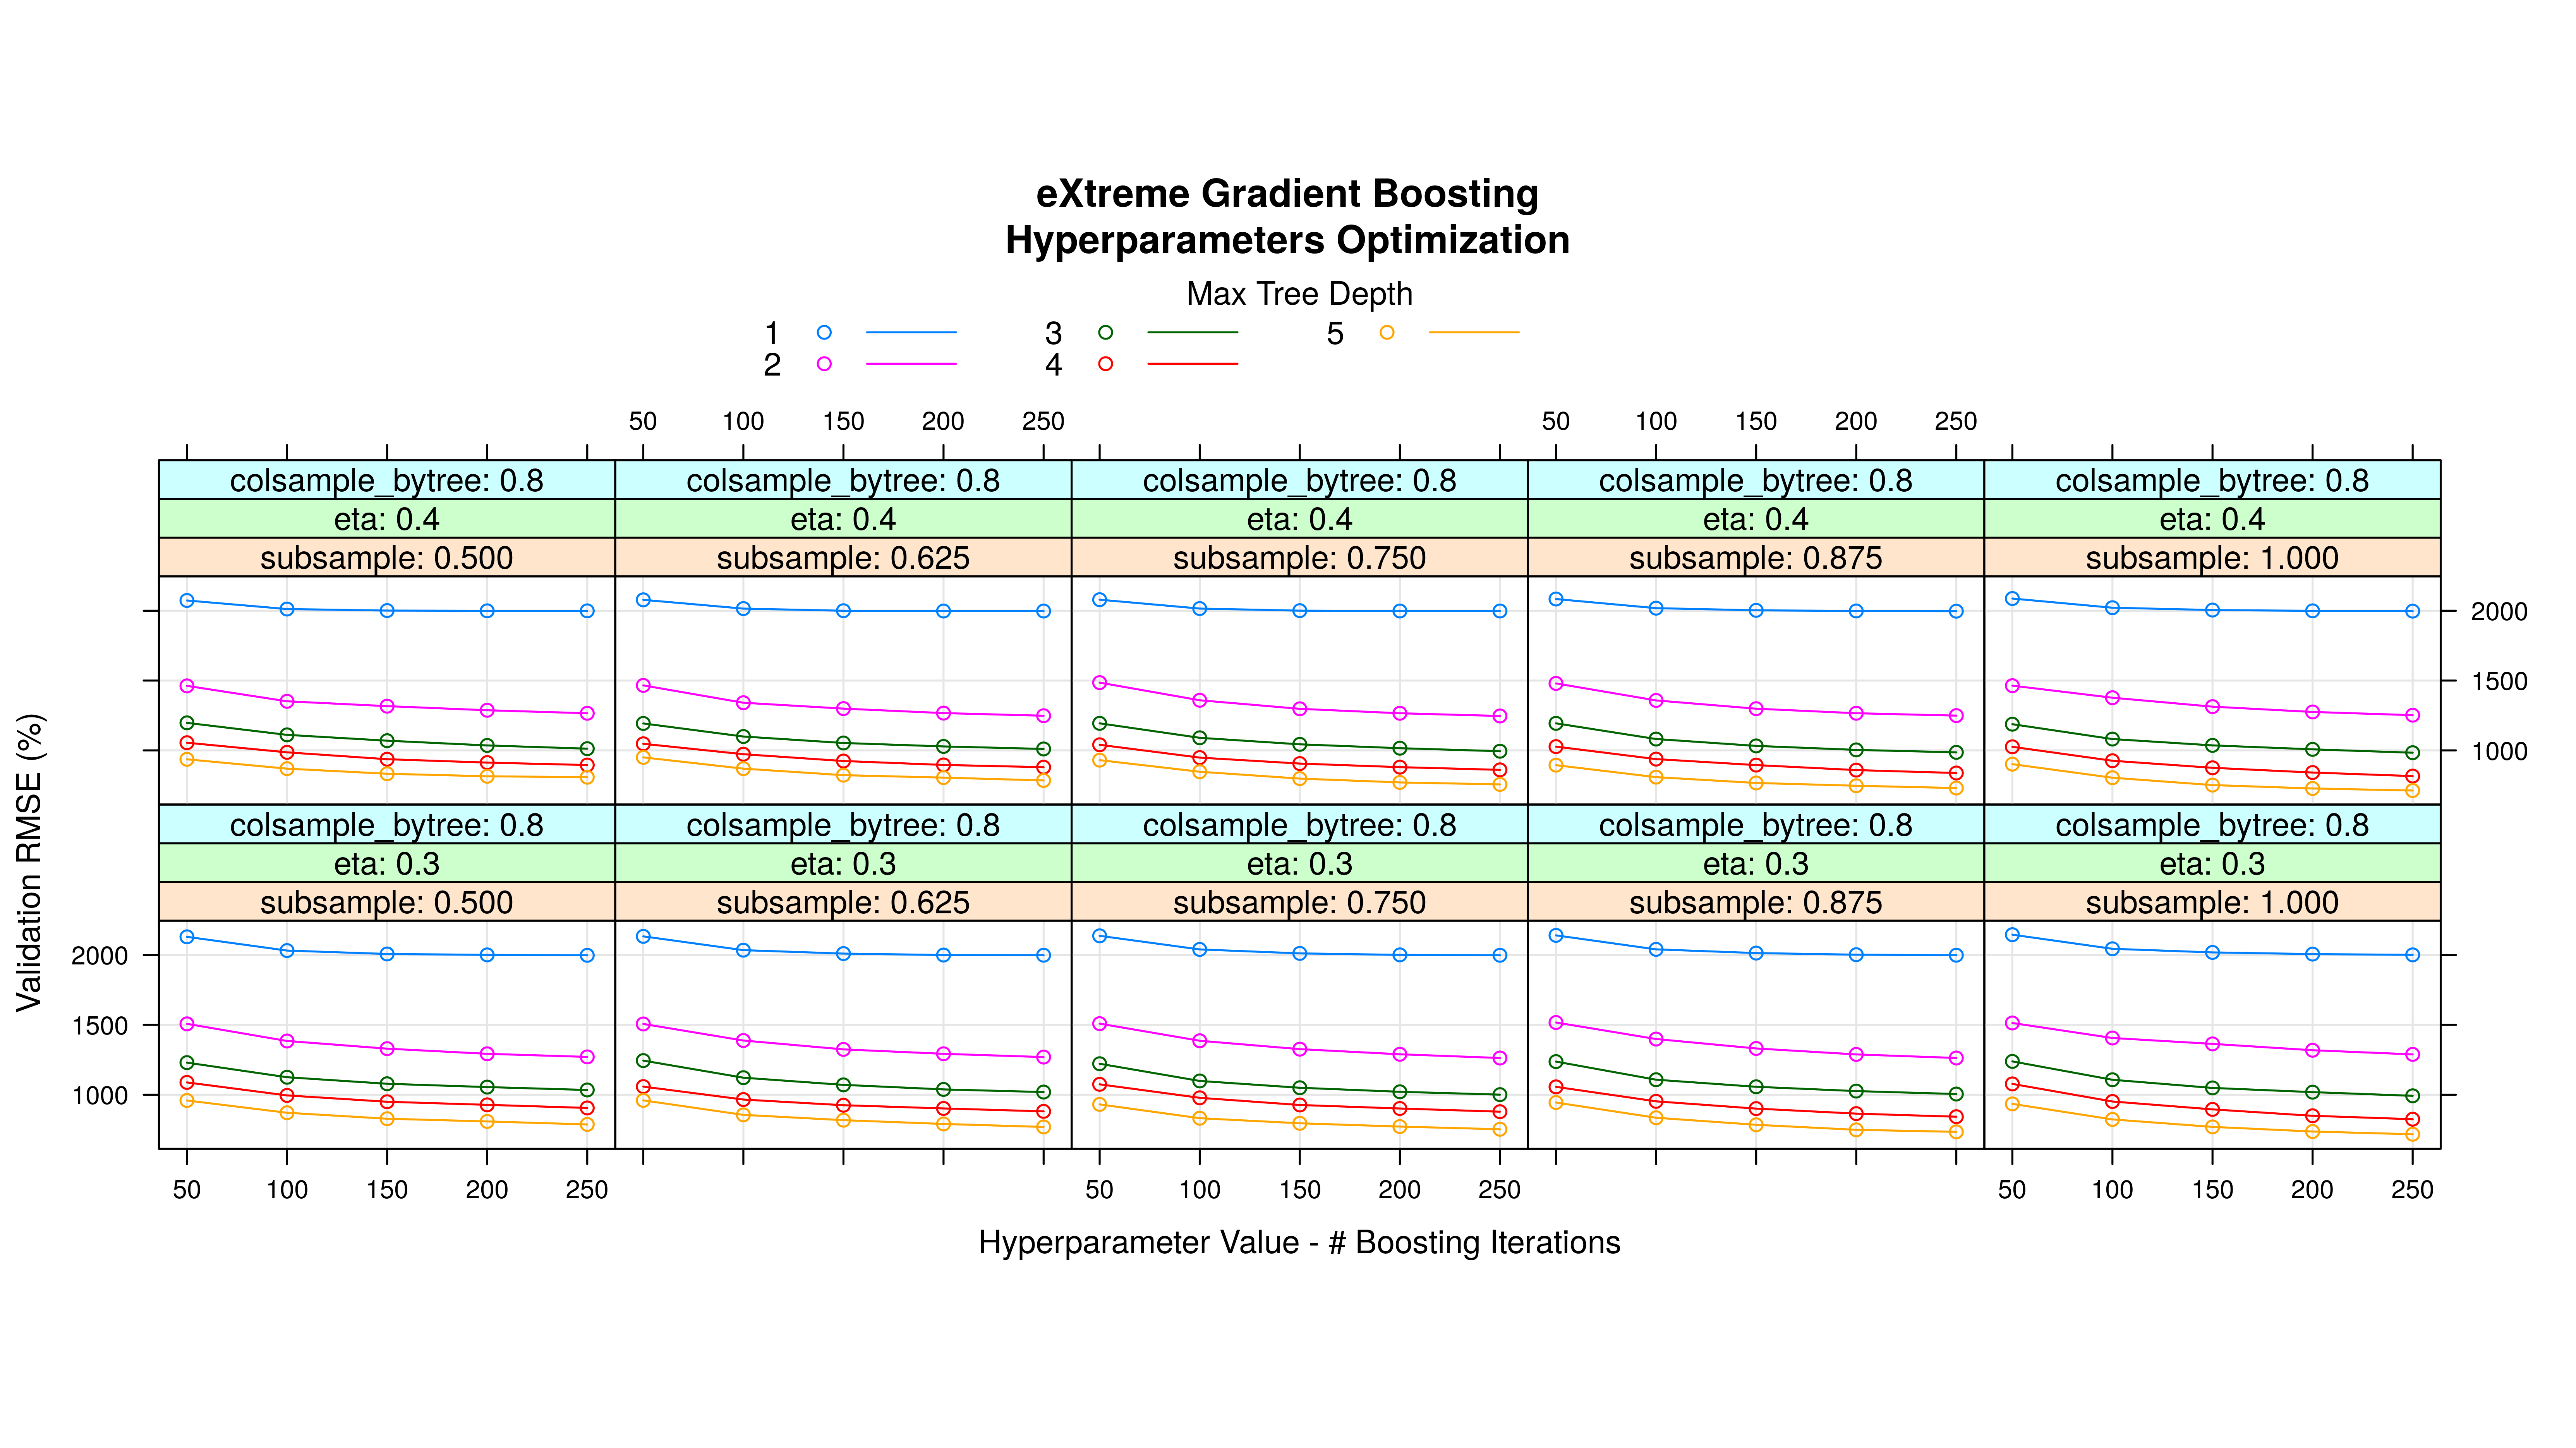 eXtreme Gradient Boosting
Hyperparameters Optimization
Max Tree Depth
1 3 5
2 4
50 100 150 200 250 50 100 150 200 250
colsample_bytree: 0.8 colsample_bytree: 0.8 colsample_bytree: 0.8 colsample_bytree: 0.8 colsample_bytree: 0.8
eta: 0.4 eta: 0.4 eta: 0.4 eta: 0.4 eta: 0.4
subsample: 0.500 subsample: 0.625 subsample: 0.750 subsample: 0.875 subsample: 1.000
2000
1500
1000
Validation RMSE (%)
colsample_bytree: 0.8 colsample_bytree: 0.8 colsample_bytree: 0.8 colsample_bytree: 0.8 colsample_bytree: 0.8
eta: 0.3 eta: 0.3 eta: 0.3 eta: 0.3 eta: 0.3
subsample: 0.500 subsample: 0.625 subsample: 0.750 subsample: 0.875 subsample: 1.000
2000
1500
1000
50 100 150 200 250 50 100 150 200 250 50 100 150 200 250
Hyperparameter Value - # Boosting Iterations